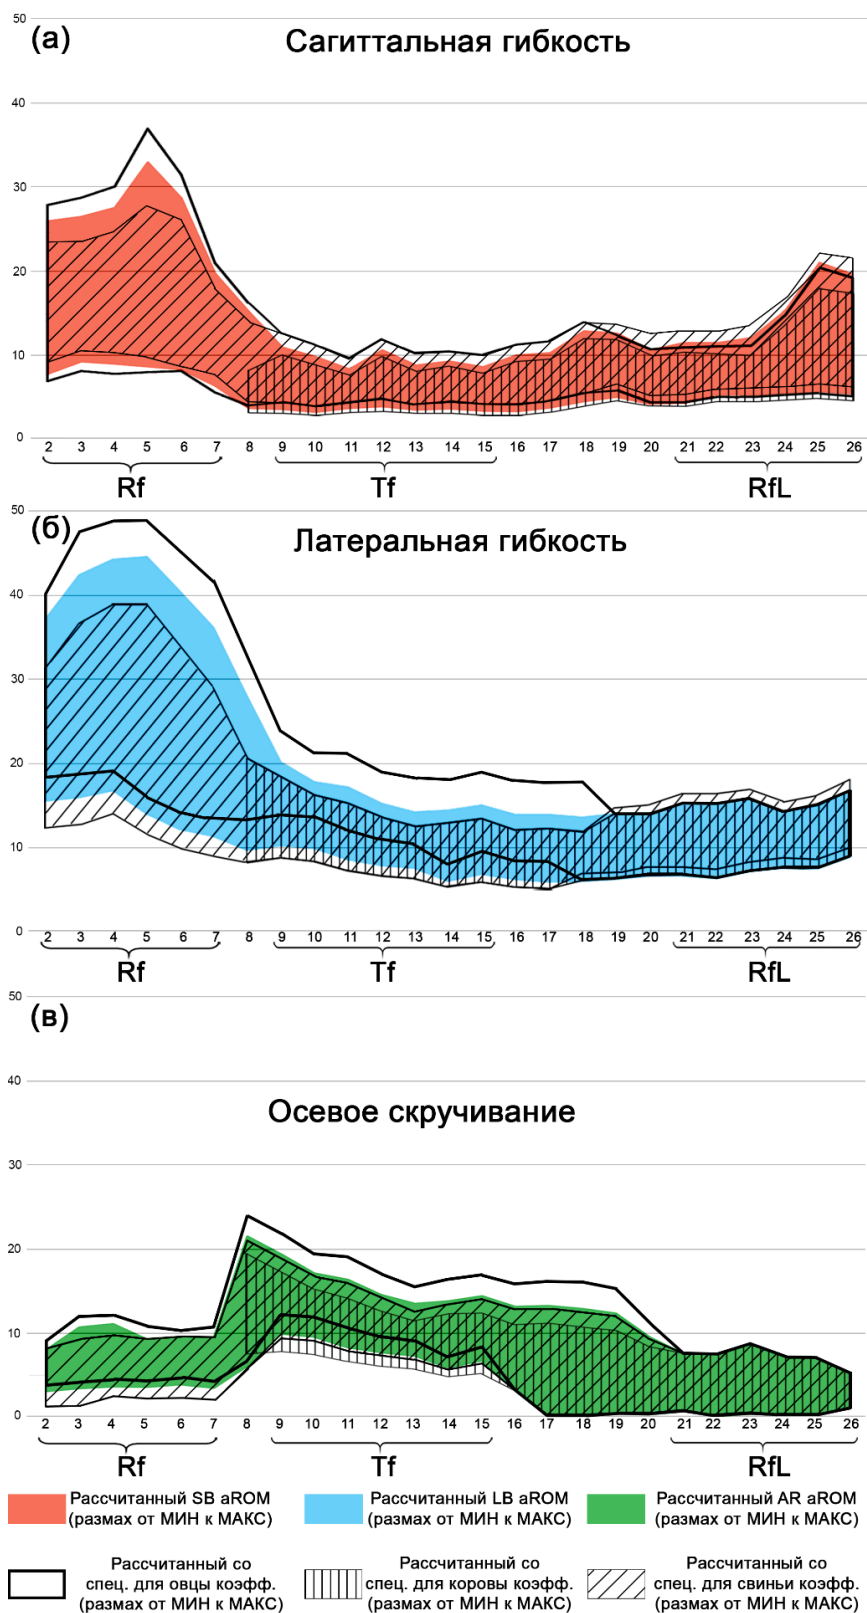 50
(а)
Сагиттальная гибкость
40
30
20
10
0
2 3 4 5 6 7 8 9 10 11 12 13 14 15 16 17 18 19 20 21 22 23 24 25 26
Rf Tf RfL
50
(б)
Латеральная гибкость
40
30
20
10
0
2 3 4 5 6 7 8 9 10 11 12 13 14 15 16 17 18 19 20 21 22 23 24 25 26
Rf Tf RfL
50
(в)
40
Осевое скручивание
30
20
10
0
2 3 4 5 6 7 8 9 10 11 12 13 14 15 16 17 18 19 20 21 22 23 24 25 26
Rf Tf RfL
Рассчитанный SB aROM
(размах от МИН к МАКС)
Рассчитанный LB aROM
(размах от МИН к МАКС)
Рассчитанный AR aROM
(размах от МИН к МАКС)
Рассчитанный со
спец. для овцы коэфф.
(размах от МИН к МАКС)
Рассчитанный со
спец. для коровы коэфф.
(размах от МИН к МАКС)
Рассчитанный со
спец. для свиньи коэфф.
(размах от МИН к МАКС)